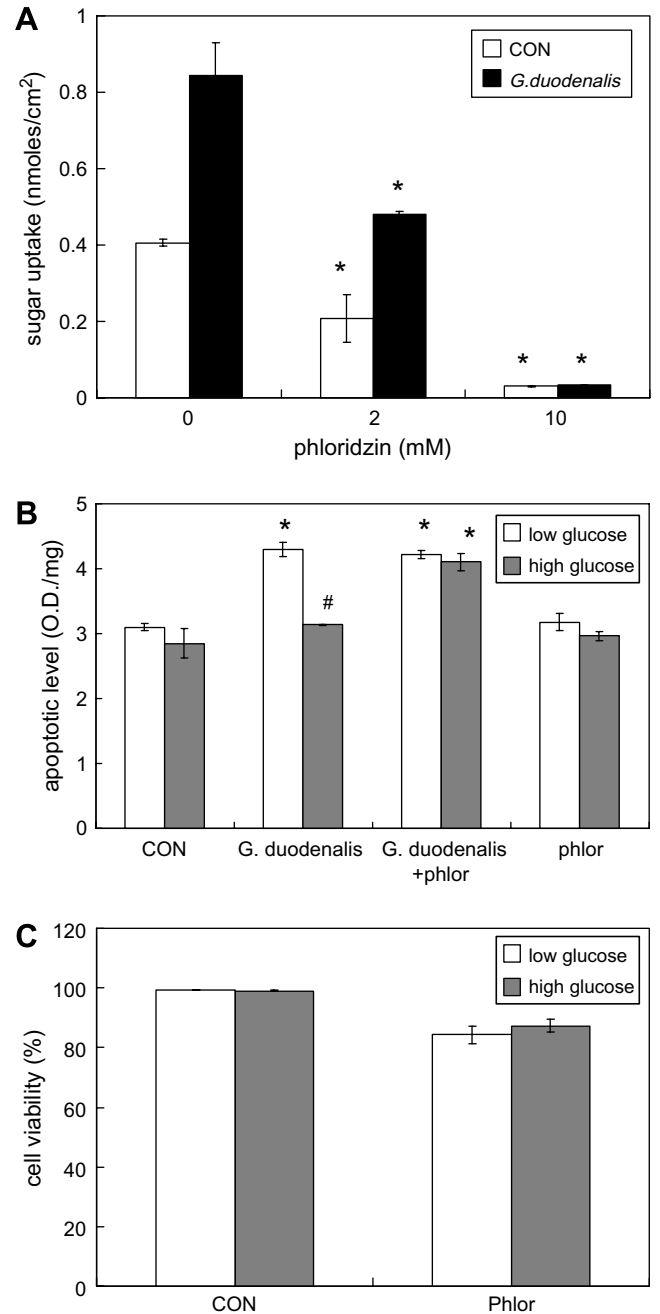 A
sugar uptake (nmoles/cm²)
1
0.8
0.6
0.4
0.2
0
CON
G.duodenalis
*
*
*
*
0
2
10
phloridzin (mM)
B
apoptotic level (O.D./mg)
5
4
3
2
1
0
low glucose
high glucose
*
#
*
*
CON
G. duodenalis
G. duodenalis
+phlor
phlor
C
cell viability (%)
120
100
80
60
40
20
0
low glucose
high glucose
CON
Phlor